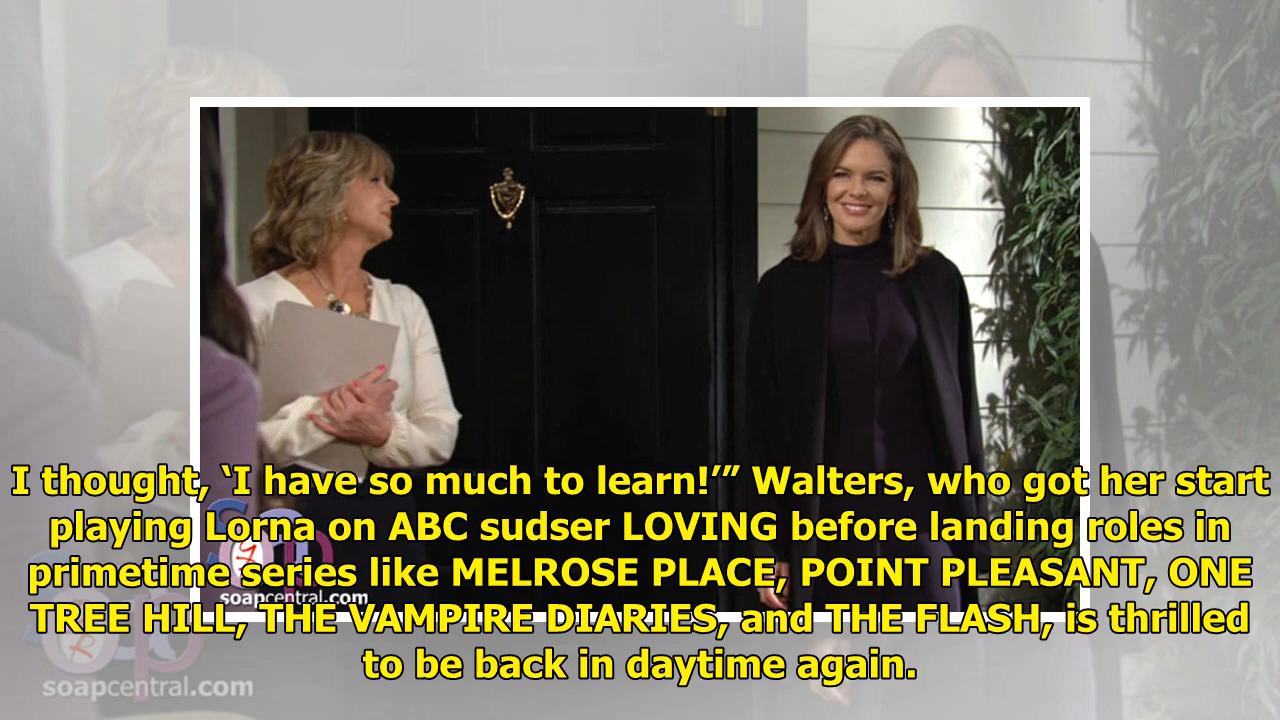 I thought, ‘I have so much to learn!’” Walters, who got her start
playing Lorna on ABC sudser LOVING before landing roles in
primetime series like MELROSE PLACE, POINT PLEASANT, ONE
TREE HILL, THE VAMPIRE DIARIES, and THE FLASH, is thrilled
to be back in daytime again.
soapcentral.com
soapcentral.com